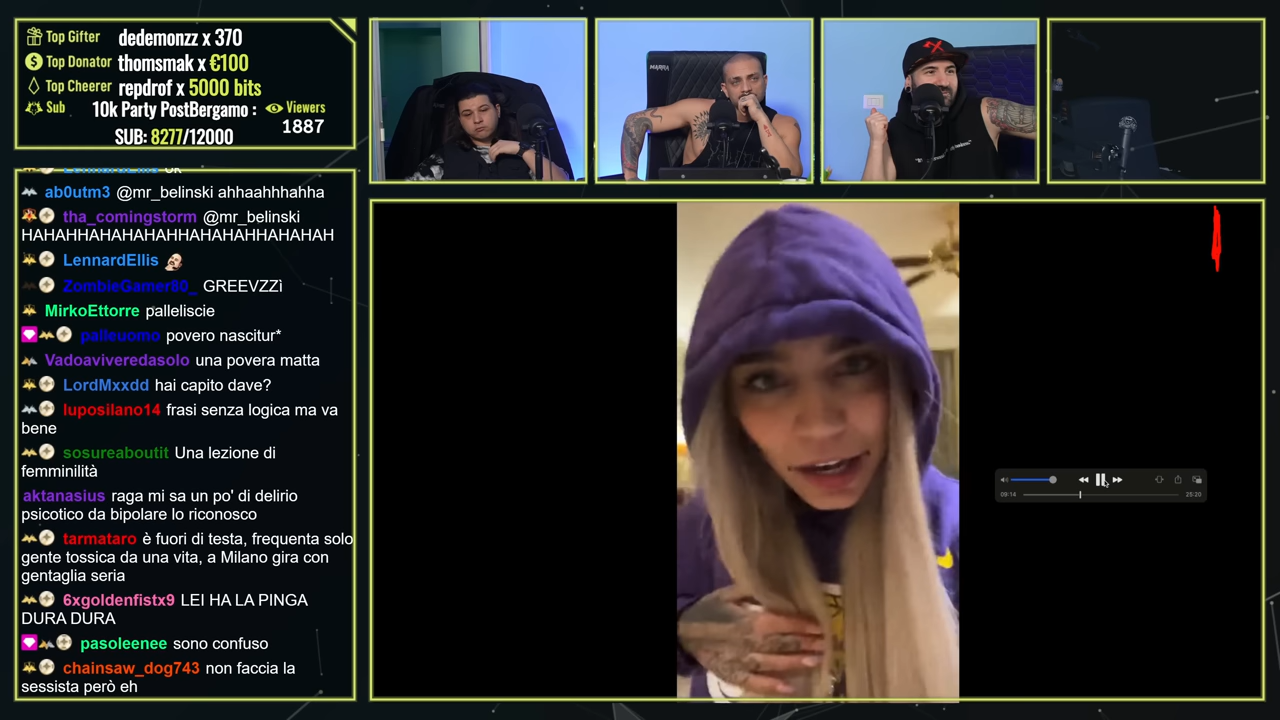 Top Gifter dedemonzz x 370
Top Donator thomsmak x €100
Top Cheerer repdrof x 5000 bits
Sub 10k Party PostBergamo : Viewers
SUB: 8277/12000 1887
ab0utm3 @mr_belinski ahhaahhhahha
tha_comingstorm @mr_belinski
HAHAHHAHAHAHAHHAHAHAHHAHAHAH
LennardEllis
ZombieGamer80_ GREEVZZì
MirkoEttorre palleliscie
palleuomo povero nascitur*
Vadoaviveredasolo una povera matta
LordMxxdd hai capito dave?
luposilano14 frasi senza logica ma va
bene
sosureaboutit Una lezione di
femminilità
aktanasius raga mi sa un po' di delirio
psicotico da bipolare lo riconosco
tarmataro è fuori di testa, frequenta solo
gente tossica da una vita, a Milano gira con
gentaglia seria
6xgoldenfistx9 LEI HA LA PINGA
DURA DURA
pasoleenee sono confuso
chainsaw_dog743 non faccia la
sessista però eh
MARRA
09:14
25:20